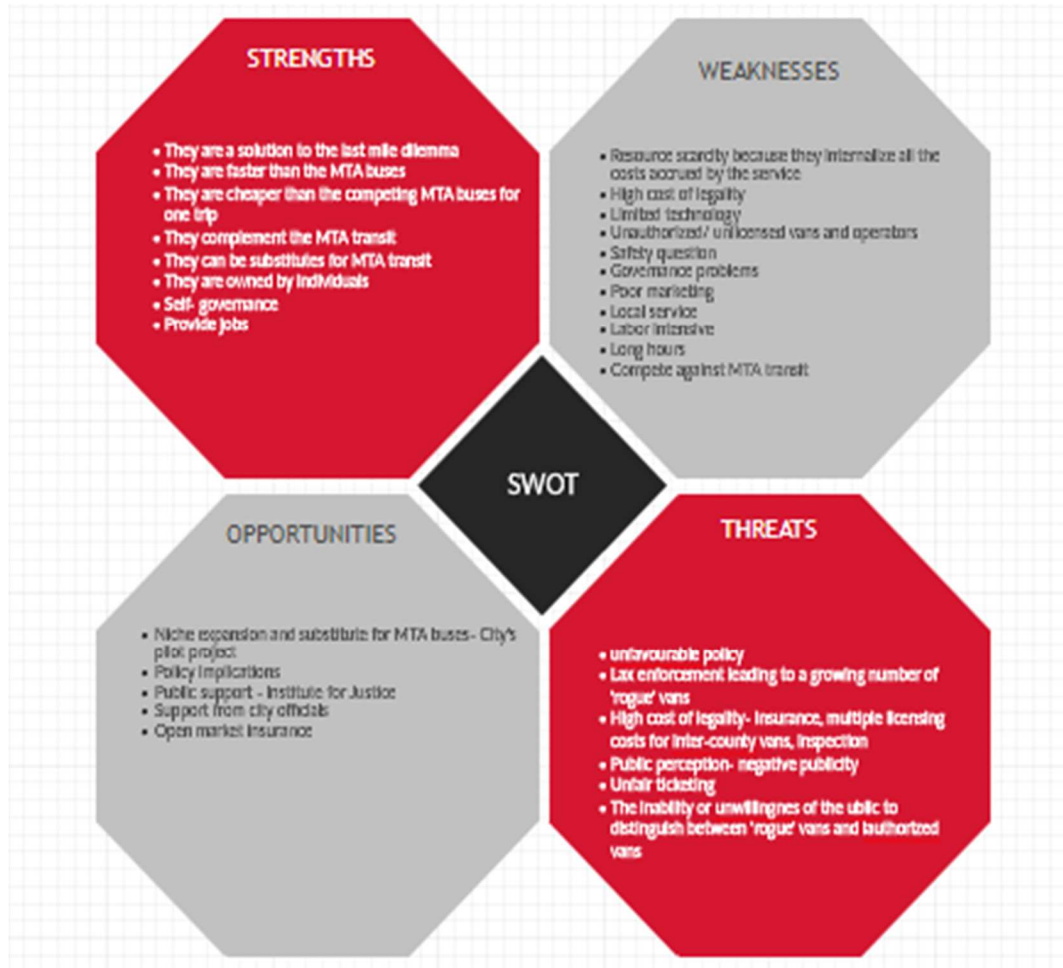 STRENGTHS
• They are a solution to the last mile dilemma
• They are faster than the MTA buses
• They are cheaper than the competing MTA buses for
one trip
• They complement the MTA transit
• They can be substitutes for MTA transit
• They are owned by individuals
• Self- governance
• Provide jobs
WEAKNESSES
• Resource scarcity because they internalize all the
costs accrued by the service
• High cost of legality
• Limited technology
• Unauthorized/ unlicensed vans and operators
• Safety question
• Governance problems
• Poor marketing
• Local service
• Labor intensive
• Long hours
• Compete against MTA transit
SWOT
OPPORTUNITIES
• Niche expansion and substitute for MTA buses- City's
pilot project
• Policy implications
• Public support - Institute for Justice
• Support from city officials
• Open market insurance
THREATS
• unfavourable policy
• Lax enforcement leading to a growing number of
'rogue' vans
• High cost of legality- insurance, multiple licensing
costs for inter-county vans, inspection
• Public perception- negative publicity
• Unfair ticketing
• The inability or unwillingnes of the ublic to
distinguish between 'rogue' vans and lauthorized
vans